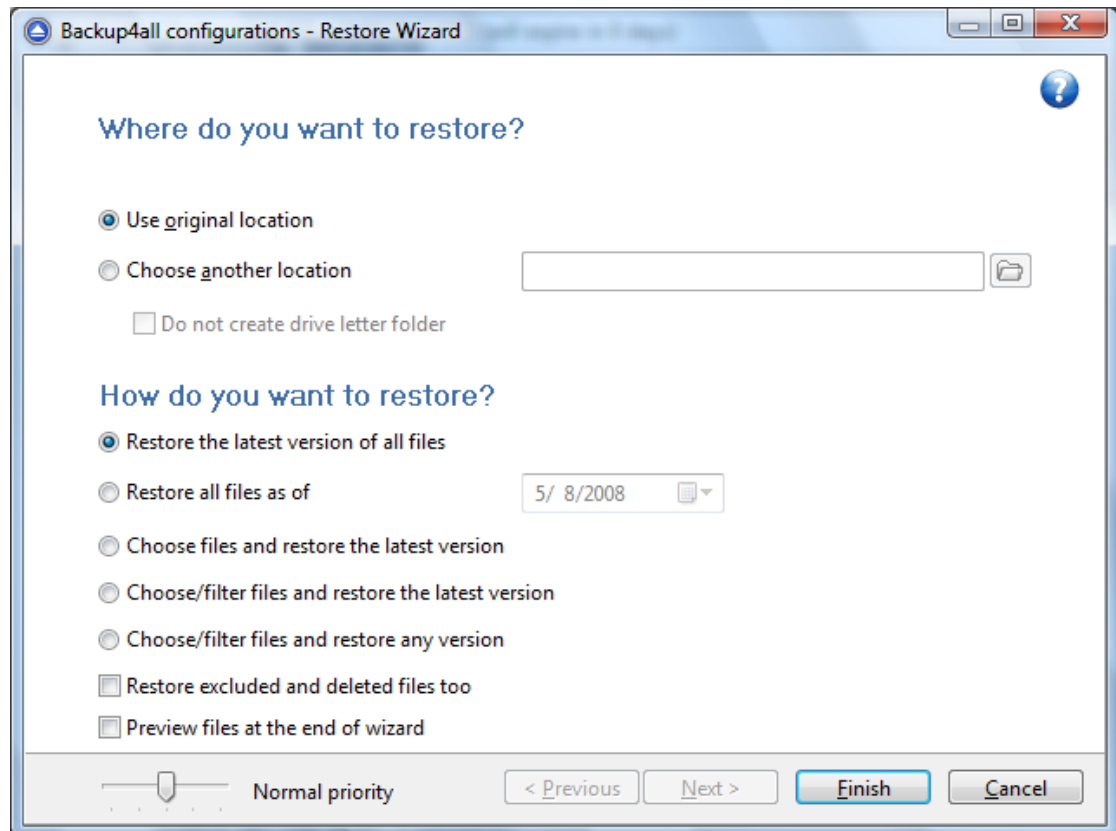 Backup4all configurations - Restore Wizard
Where do you want to restore?
Use original location
Choose another location
Do not create drive letter folder
How do you want to restore?
Restore the latest version of all files
Restore all files as of 5/ 8/2008
Choose files and restore the latest version
Choose/filter files and restore the latest version
Choose/filter files and restore any version
Restore excluded and deleted files too
Preview files at the end of wizard
Normal priority < Previous Next > Finish Cancel